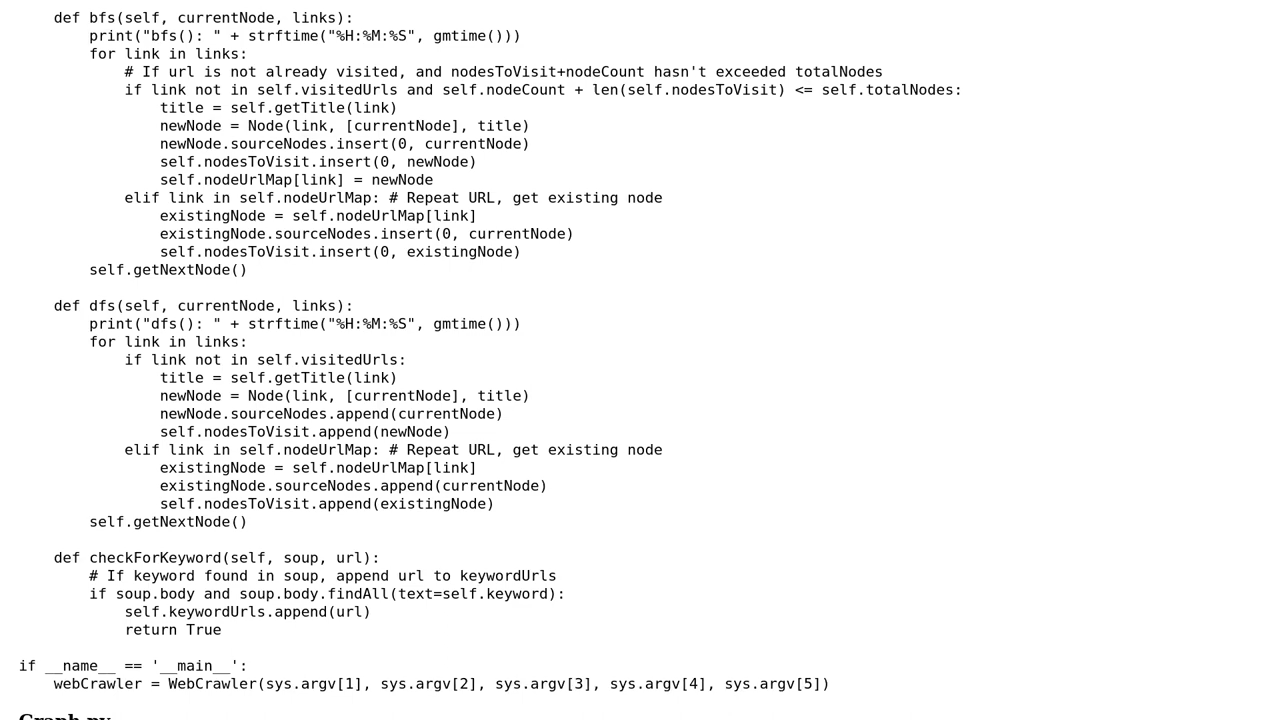 def bfs(self, currentNode, links):
print("bfs(): " + strftime("%H:%M:%S", gmtime()))
for link in links:
# If url is not already visited, and nodesToVisit+nodeCount hasn't exceeded totalNodes
if link not in self.visitedUrls and self.nodeCount + len(self.nodesToVisit) <= self.totalNodes:
title = self.getTitle(link)
newNode = Node(link, [currentNode], title)
newNode.sourceNodes.insert(0, currentNode)
self.nodesToVisit.insert(0, newNode)
self.nodeUrlMap[link] = newNode
elif link in self.nodeUrlMap: # Repeat URL, get existing node
existingNode = self.nodeUrlMap[link]
existingNode.sourceNodes.insert(0, currentNode)
self.nodesToVisit.insert(0, existingNode)
self.getNextNode()
def dfs(self, currentNode, links):
print("dfs(): " + strftime("%H:%M:%S", gmtime()))
for link in links:
if link not in self.visitedUrls:
title = self.getTitle(link)
newNode = Node(link, [currentNode], title)
newNode.sourceNodes.append(currentNode)
self.nodesToVisit.append(newNode)
elif link in self.nodeUrlMap: # Repeat URL, get existing node
existingNode = self.nodeUrlMap[link]
existingNode.sourceNodes.append(currentNode)
self.nodesToVisit.append(existingNode)
self.getNextNode()
def checkForKeyword(self, soup, url):
# If keyword found in soup, append url to keywordUrls
if soup.body and soup.body.findAll(text=self.keyword):
self.keywordUrls.append(url)
return True
if __name__ == '__main__':
webCrawler = WebCrawler(sys.argv[1], sys.argv[2], sys.argv[3], sys.argv[4], sys.argv[5])